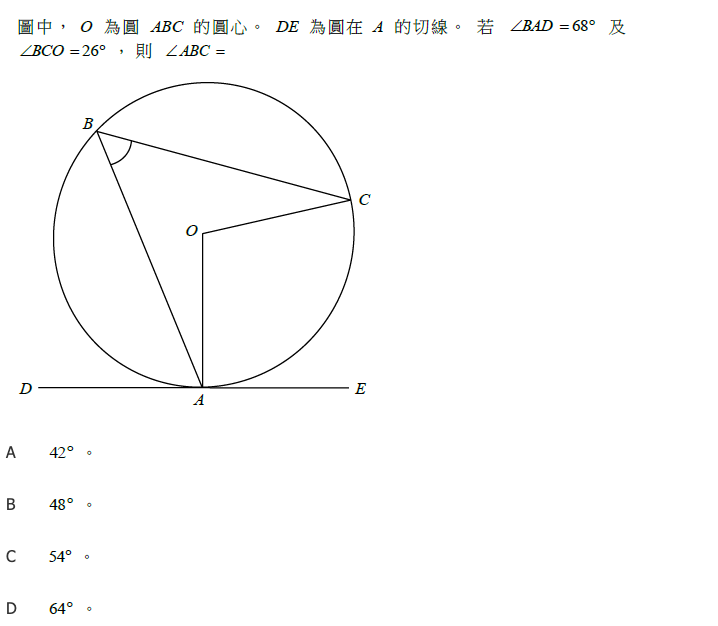 圖中， O 為圓 ABC 的圓心。 DE 為圓在 A 的切線。 若 ∠BAD = 68° 及
∠BCO = 26° ，則 ∠ABC =
B
C
O
D
E
A
A 42° 。
B 48° 。
C 54° 。
D 64° 。